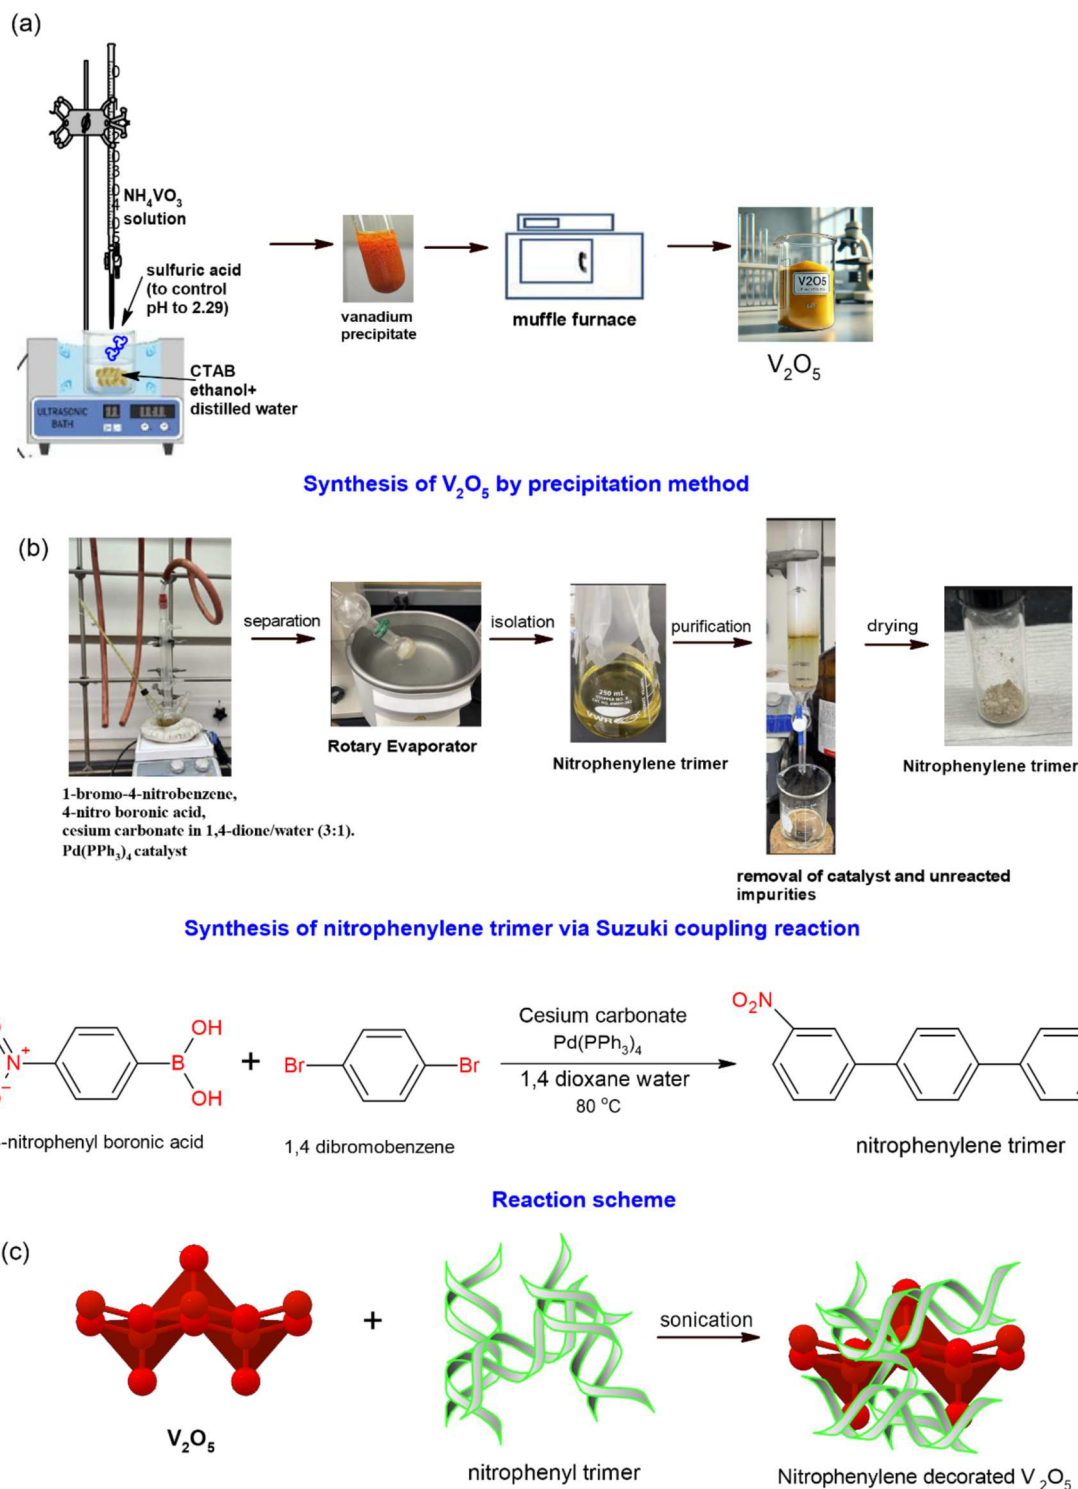 (a)
NH4VO3
solution
sulfuric acid
(to control
pH to 2.29)
CTAB
ethanol+
distilled water
ULTRASONIC
BATH
vanadium
precipitate
muffle furnace
V2O5
V2O5
Synthesis of V2O5 by precipitation method
(b)
separation
isolation
purification
drying
250 mL
VWR
Rotary Evaporator
Nitrophenylene trimer
Nitrophenylene trimer
1-bromo-4-nitrobenzene,
4-nitro boronic acid,
cesium carbonate in 1,4-dione/water (3:1).
Pd(PPh3)4 catalyst
removal of catalyst and unreacted
impurities
Synthesis of nitrophenylene trimer via Suzuki coupling reaction
N+
−
B
OH
OH
+
Br
Br
Cesium carbonate
Pd(PPh3)4
1,4 dioxane water
80 °C
O2N
-nitrophenyl boronic acid
1,4 dibromobenzene
nitrophenylene trimer
Reaction scheme
(c)
+
sonication
V2O5
nitrophenyl trimer
Nitrophenylene decorated V2O5